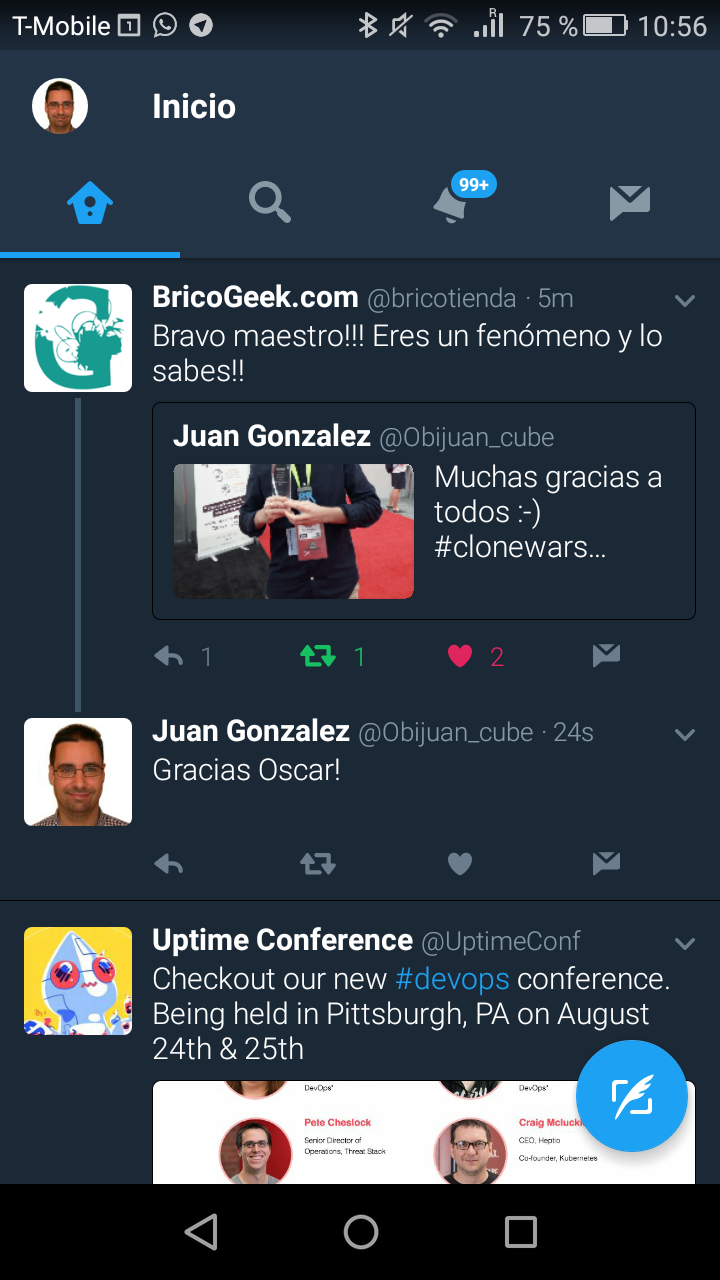 T-Mobile 1 R 75 % 10:56
Inicio
99+
BricoGeek.com @bricotienda · 5m
Bravo maestro!!! Eres un fenómeno y lo
sabes!!
Juan Gonzalez @Obijuan_cube
Muchas gracias a
todos :-)
#clonewars...
1 1 2
Juan Gonzalez @Obijuan_cube · 24s
Gracias Oscar!
Uptime Conference @UptimeConf
Checkout our new #devops conference.
Being held in Pittsburgh, PA on August
24th & 25th
DevOps" DevOps"
Pete Cheslock
Senior Director of
Operations, Threat Stack
Craig
CEO, Heptio
Co-founder, Kubernetes